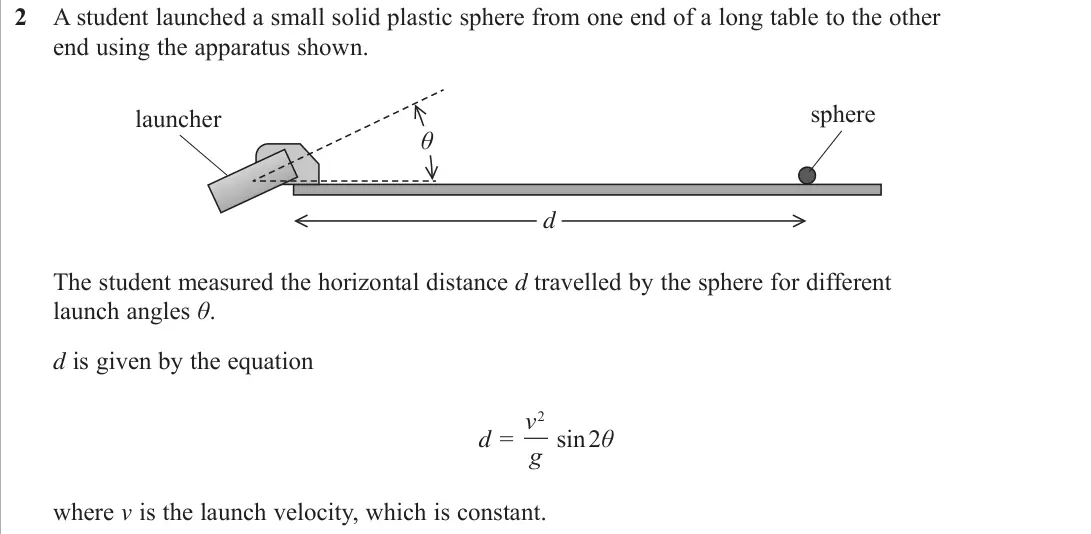 2 A student launched a small solid plastic sphere from one end of a long table to the other
end using the apparatus shown.
launcher
sphere
θ
d
The student measured the horizontal distance d travelled by the sphere for different
launch angles θ.
d is given by the equation
d = v²/g sin2θ
where v is the launch velocity, which is constant.